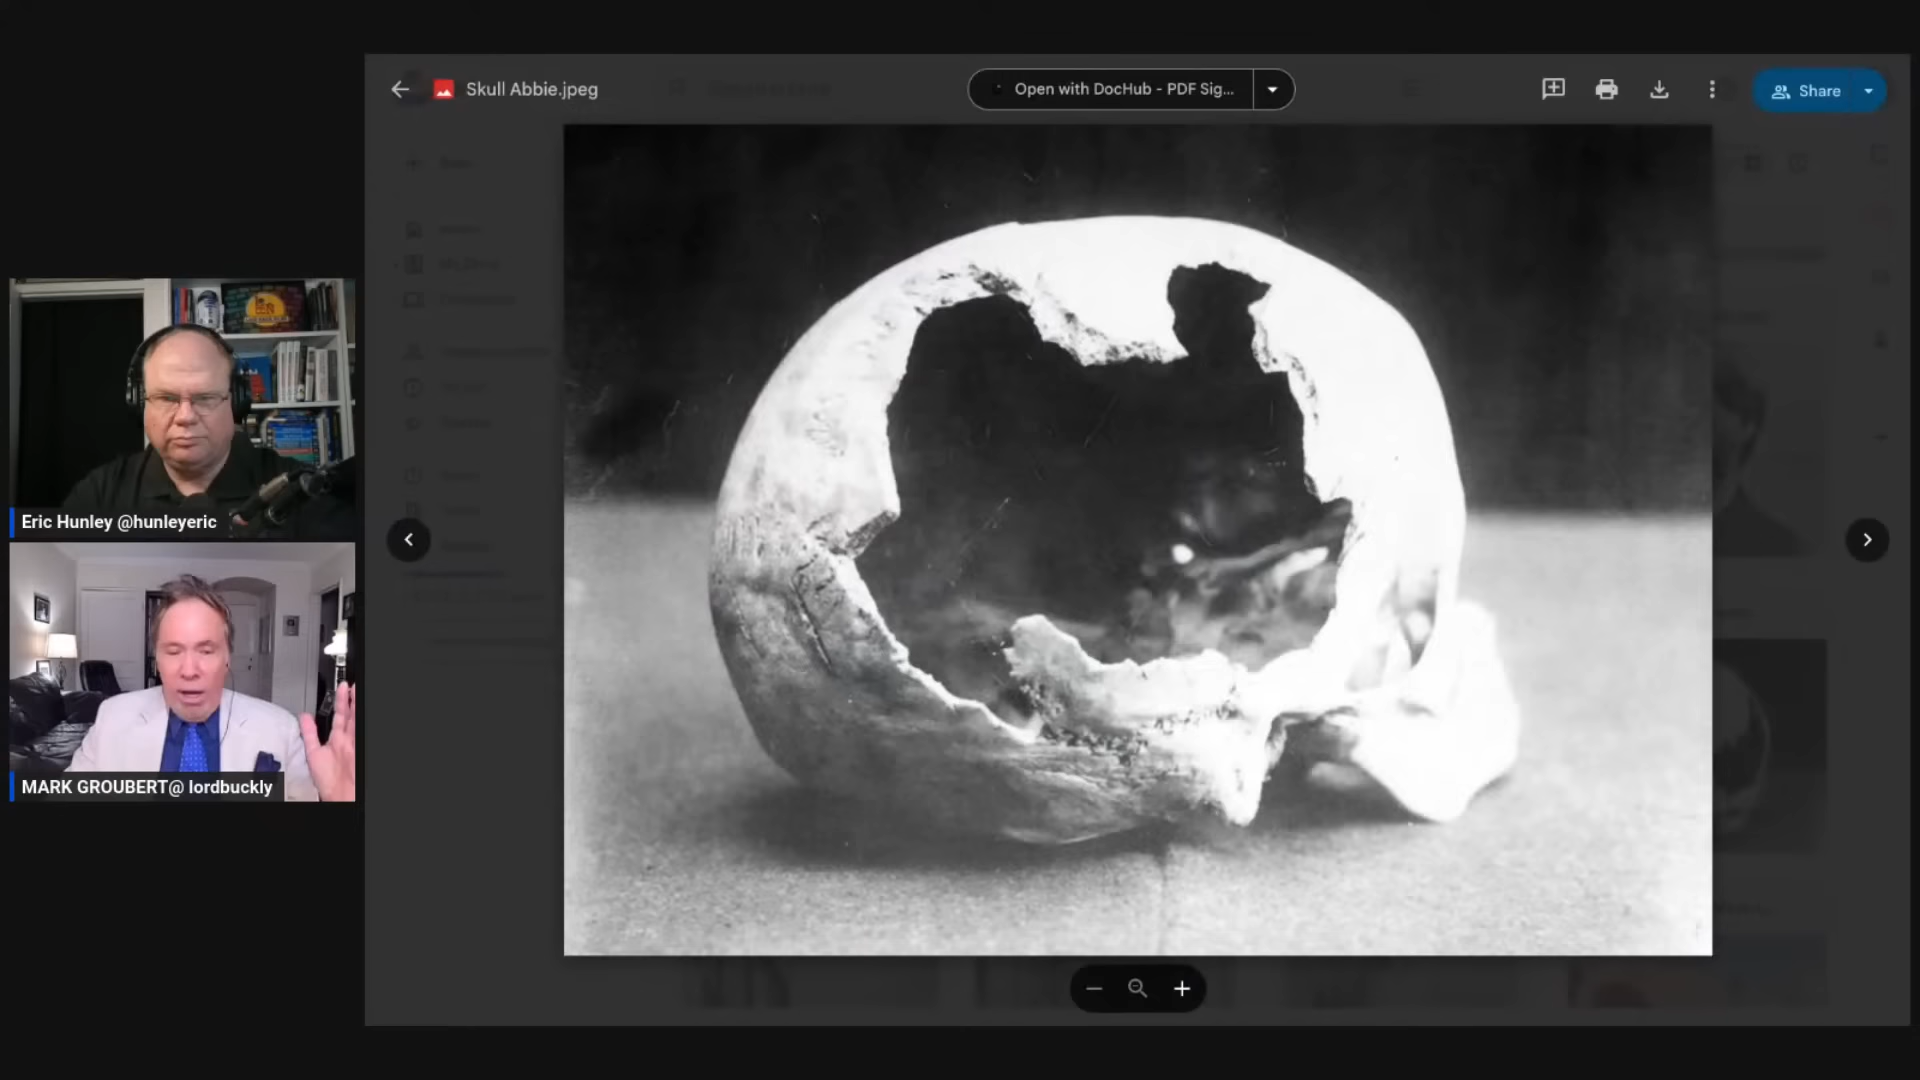 Skull Abbie.jpeg
Open with DocHub - PDF Sig...
Share
Eric Hunley @hunleyeric
MARK GROUBERT@ lordbuckly